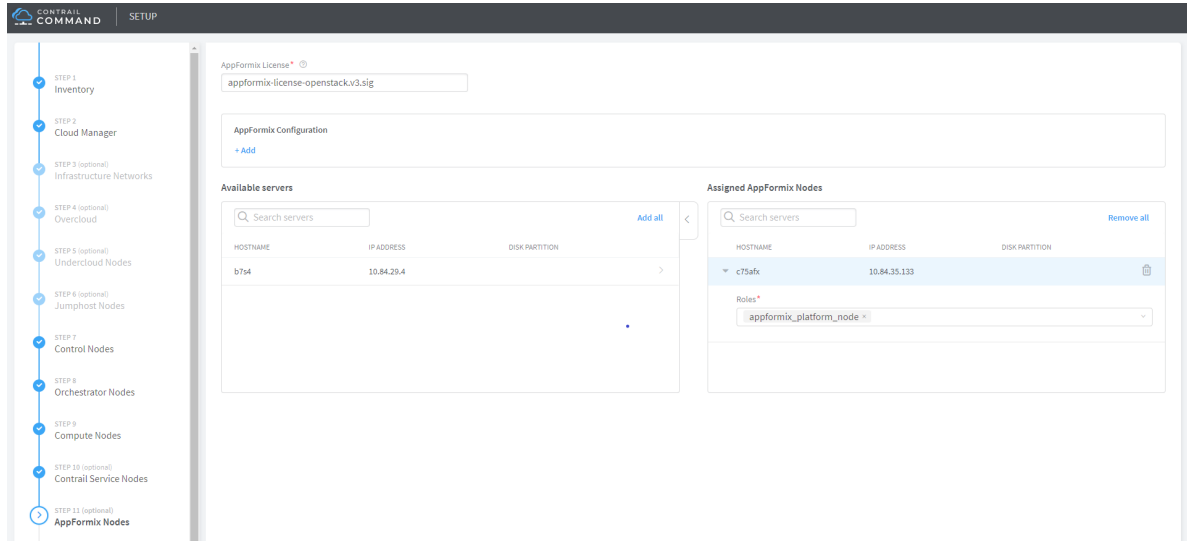 CONTRAIL
COMMAND
SETUP
STEP 1
Inventory
STEP 2
Cloud Manager
STEP 3 (optional)
Infrastructure Networks
STEP 4 (optional)
Overcloud
STEP 5 (optional)
Undercloud Nodes
STEP 6 (optional)
Jumphost Nodes
STEP 7
Control Nodes
STEP 8
Orchestrator Nodes
STEP 9
Compute Nodes
STEP 10 (optional)
Contrail Service Nodes
STEP 11 (optional)
AppFormix Nodes
AppFormix License*
appformix-license-openstack.v3.sig
AppFormix Configuration
+ Add
Available servers
Search servers Add all
HOSTNAME IP ADDRESS DISK PARTITION
b7s4 10.84.29.4
Assigned AppFormix Nodes
Search servers Remove all
HOSTNAME IP ADDRESS DISK PARTITION
c75afx 10.84.35.133
Roles*
appformix_platform_node ×